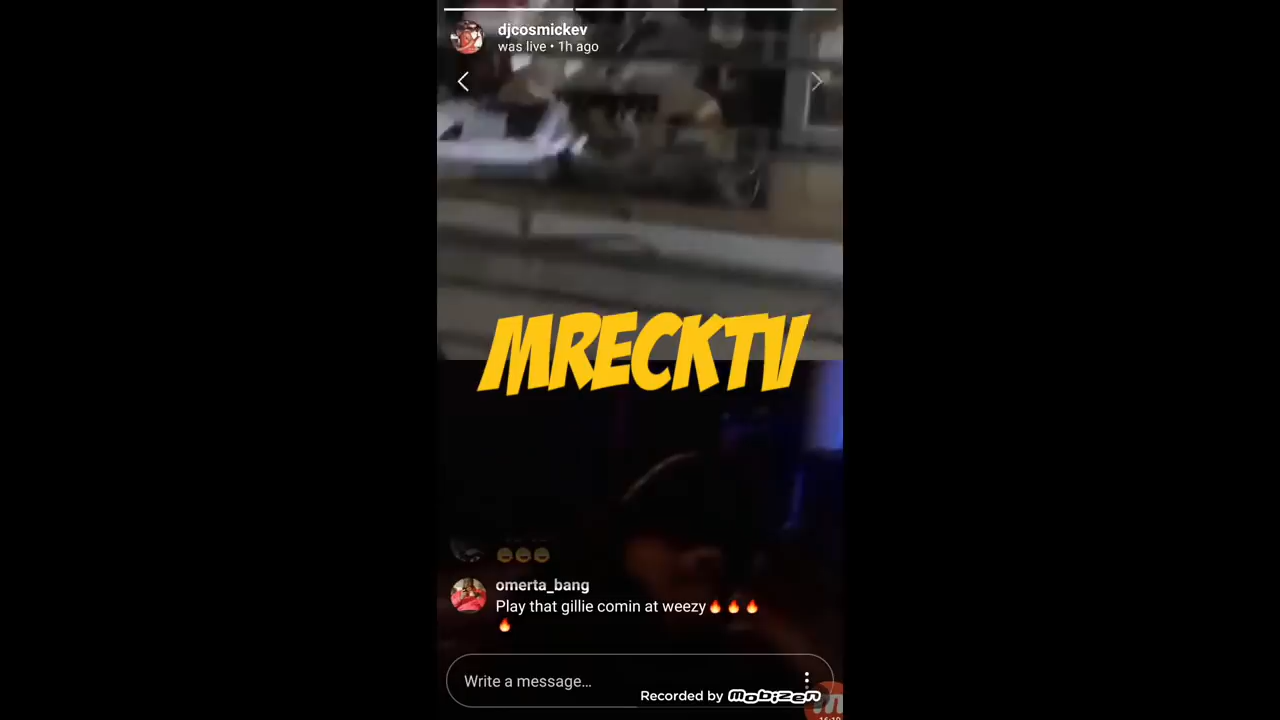 djcosmickev
was live • 1h ago
MRECKTV
😂😂😂
omerta_bang
Play that gillie comin at weezy🔥🔥🔥
🔥
Write a message...
Recorded by Mobizen